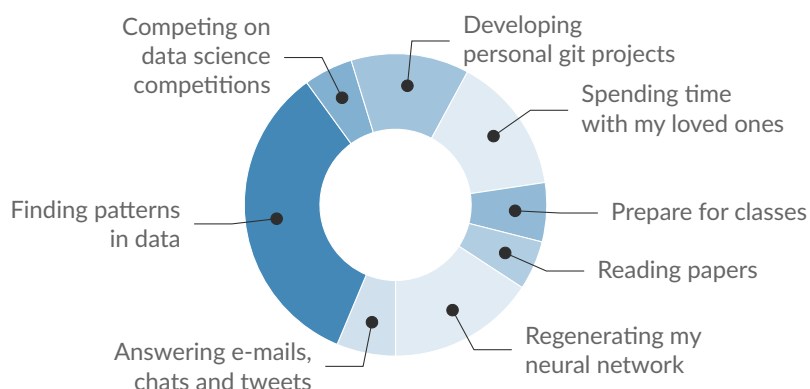 Competing on
data science
competitions
Developing
personal git projects
Spending time
with my loved ones
Finding patterns
in data
Prepare for classes
Reading papers
Regenerating my
neural network
Answering e-mails,
chats and tweets